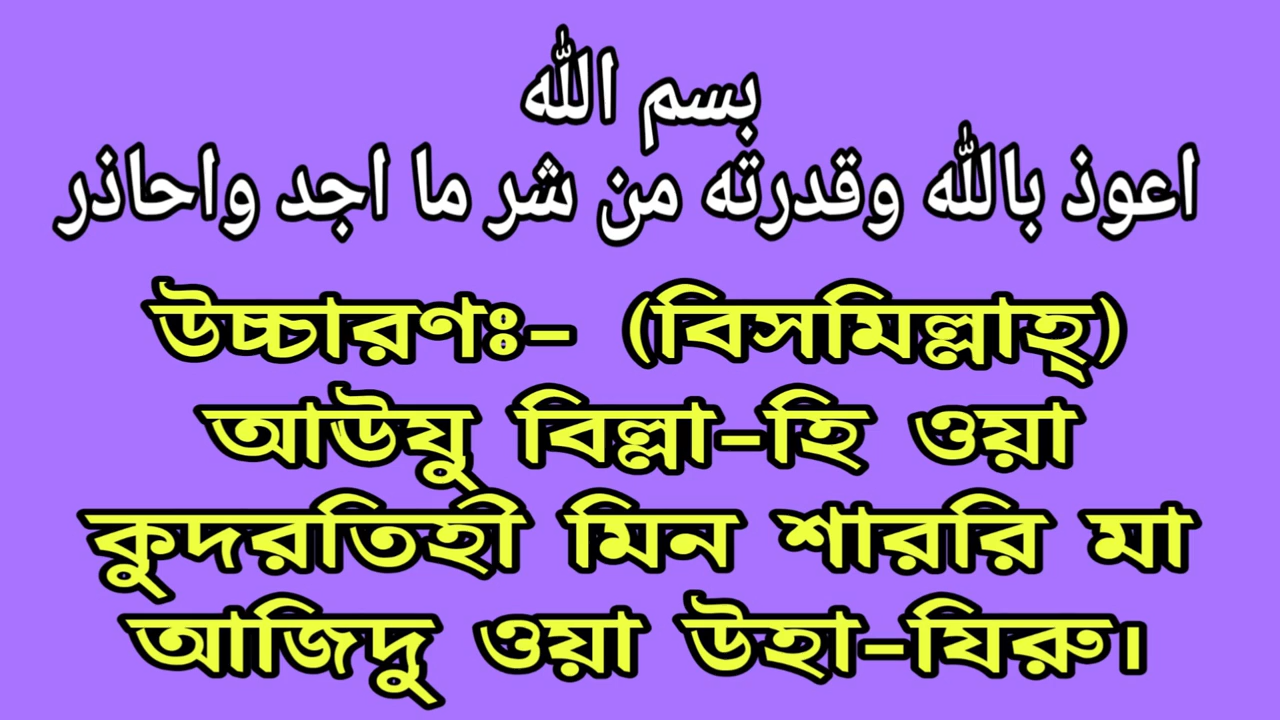 بسم الله
اعوذ بالله وقدرته من شر ما اجد واحاذر
উচ্চারণঃ- (বিসমিল্লাহ্)
আউযু বিল্লা-হি ওয়া
কুদরতিহী মিন শাররি মা
আজিদু ওয়া উহা-যিরু।